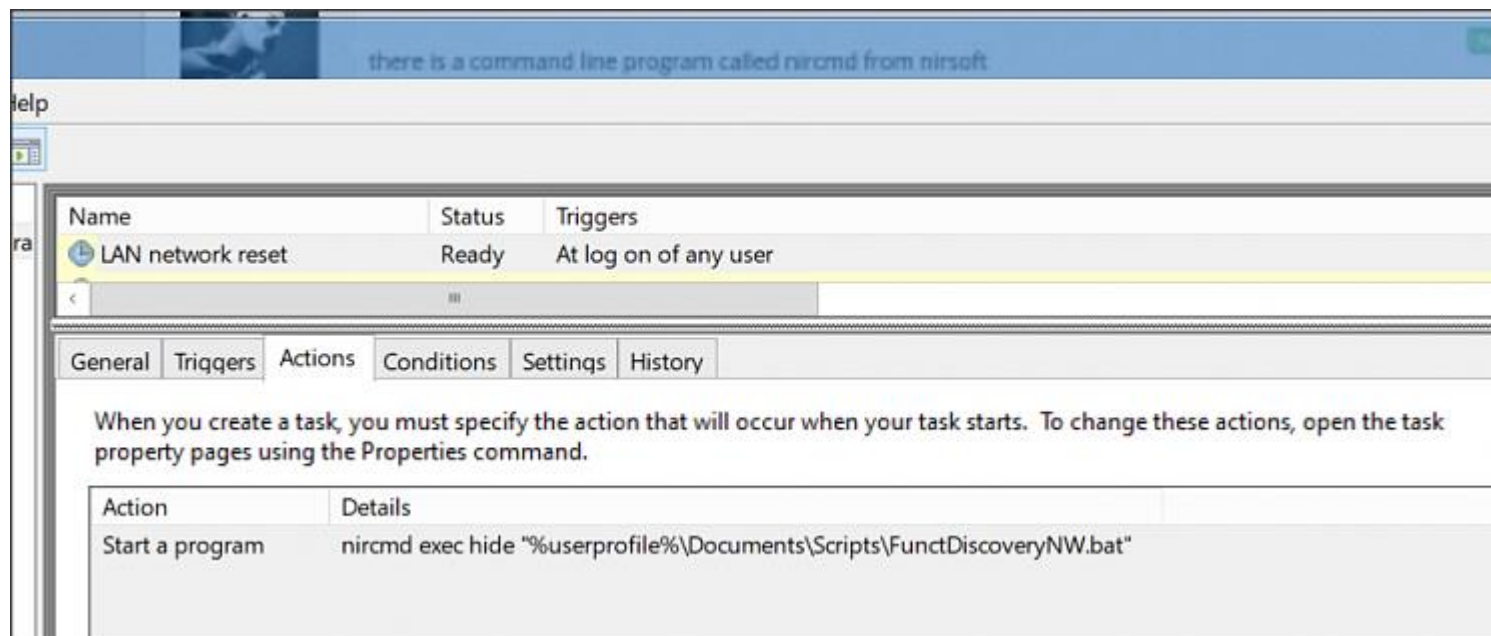 there is a command line program called nircmd from nirsoft
Help
Name Status Triggers
ra
LAN network reset Ready At log on of any user
General Triggers Actions Conditions Settings History
When you create a task, you must specify the action that will occur when your task starts. To change these actions, open the task
property pages using the Properties command.
Action Details
Start a program nircmd exec hide "%userprofile%\Documents\Scripts\FunctDiscoveryNW.bat"